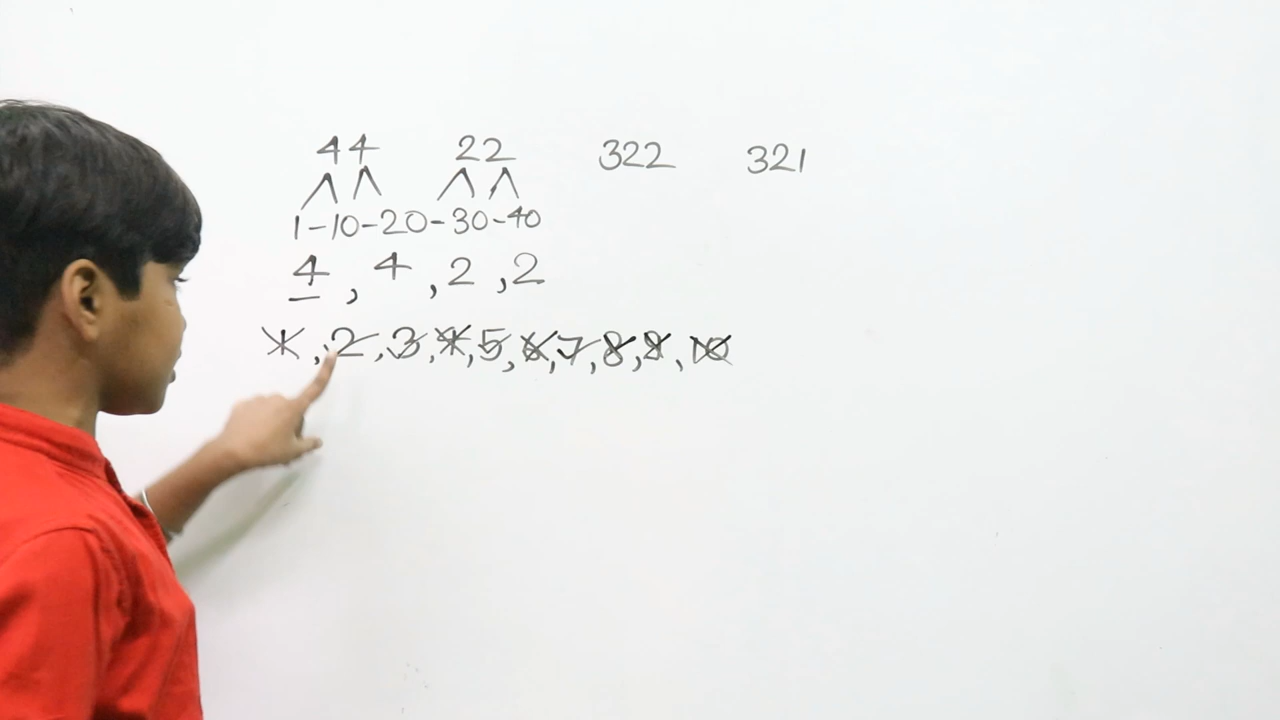 44 22 322 321
1-10-20-30-40
4, 4, 2, 2
1, 2, 3, 4, 5, 6, 7, 8, 9, 10